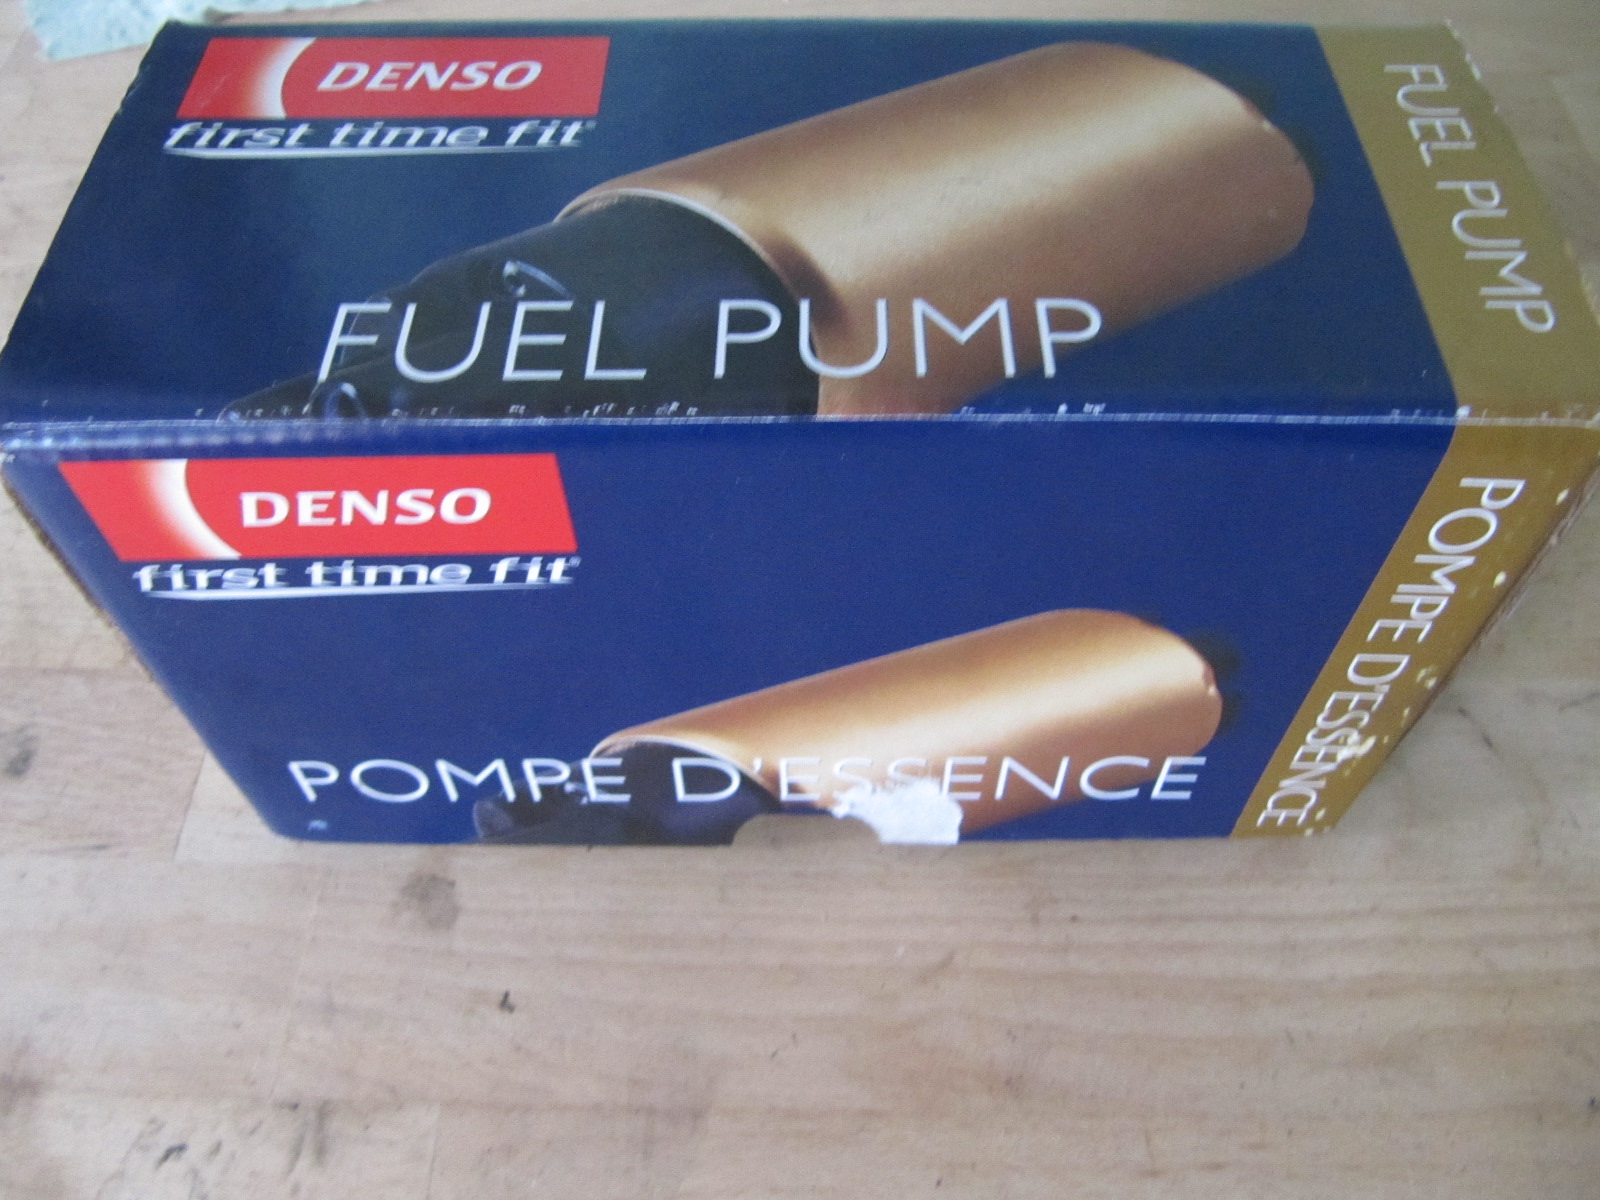 DENSO
first time fit®
FUEL PUMP
FUEL PUMP
DENSO
first time fit®
POMPE D'ESSENCE
POMPE D'ESSENCE